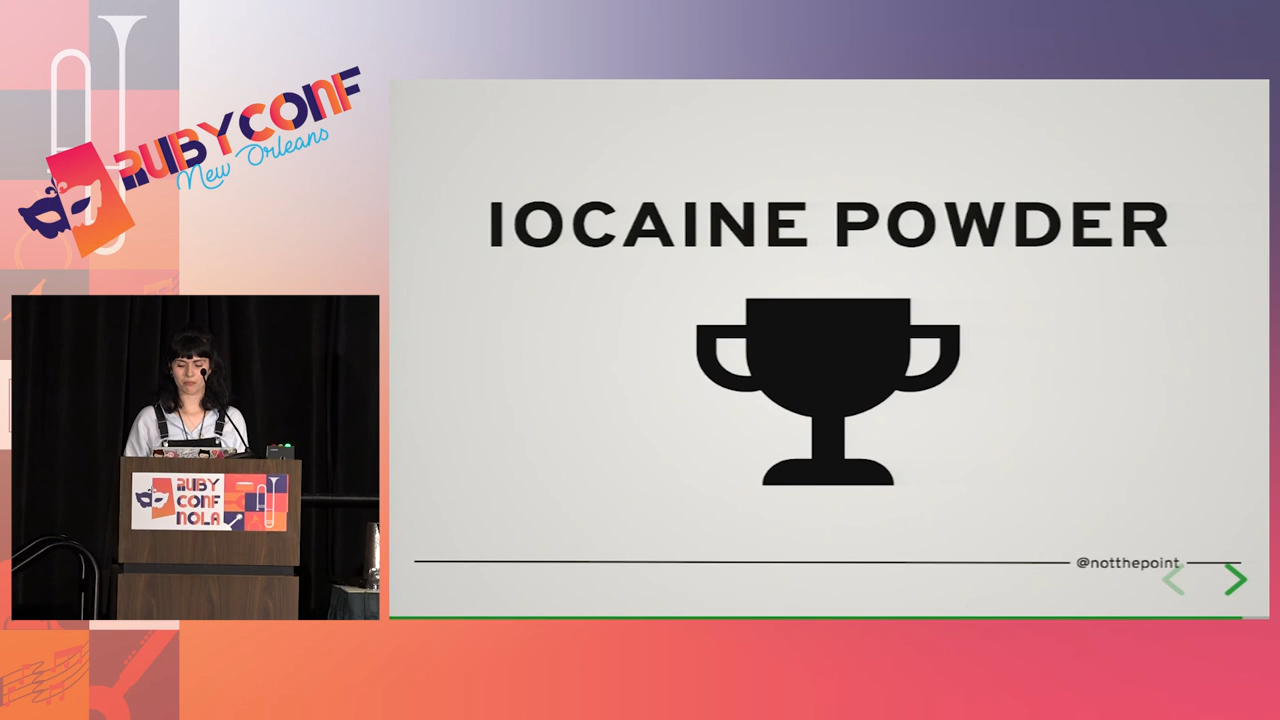 RUBYCONF
New Orleans
IOCAINE POWDER
@notthepoint
RUBY
CONF
NOLA